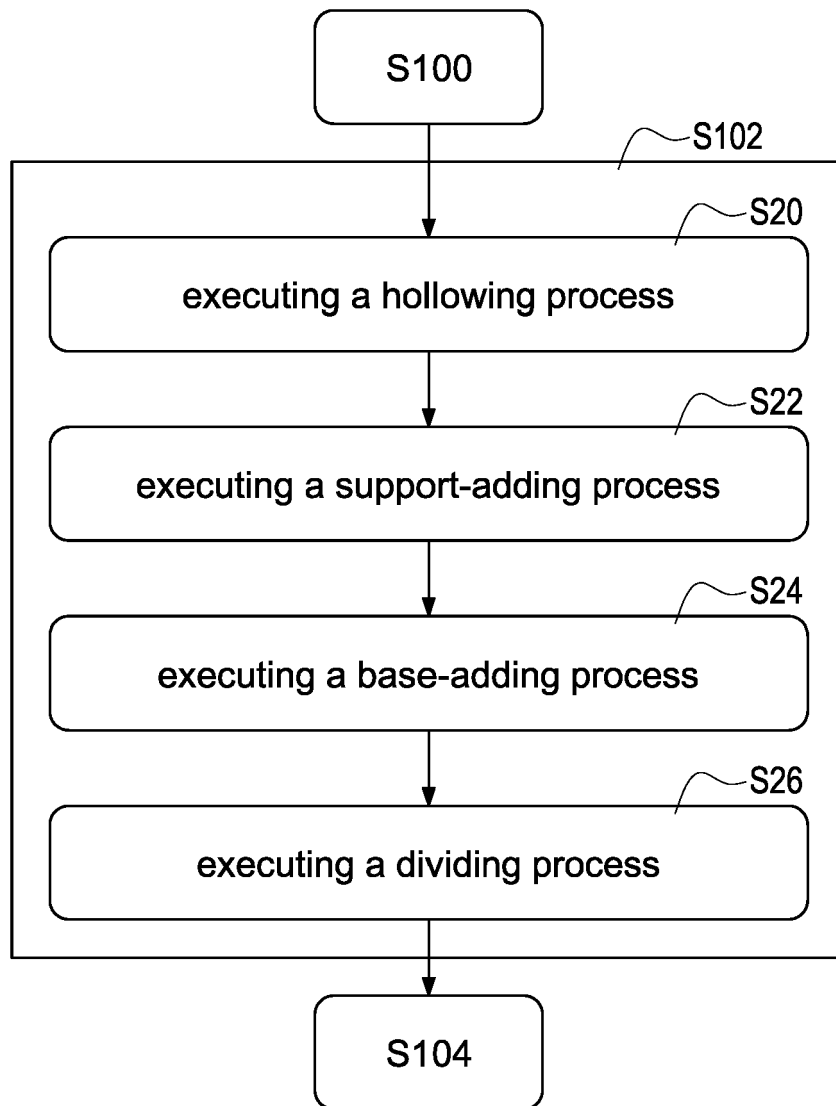 S100
S102
S20
executing a hollowing process
S22
executing a support-adding process
S24
executing a base-adding process
S26
executing a dividing process
S104